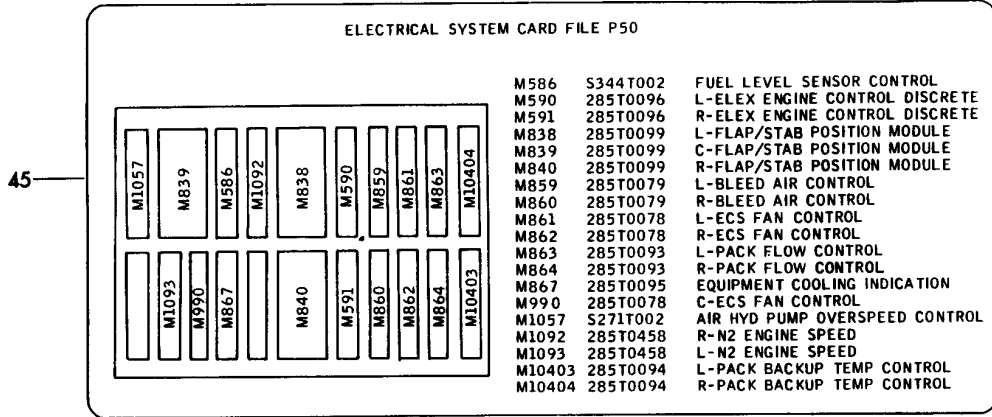 ELECTRICAL SYSTEM CARD FILE P50
M586 S344T002 FUEL LEVEL SENSOR CONTROL
M590 285T0096 L-ELEX ENGINE CONTROL DISCRETE
M591 285T0096 R-ELEX ENGINE CONTROL DISCRETE
M838 285T0099 L-FLAP/STAB POSITION MODULE
M839 285T0099 C-FLAP/STAB POSITION MODULE
M840 285T0099 R-FLAP/STAB POSITION MODULE
M859 285T0079 L-BLEED AIR CONTROL
M860 285T0079 R-BLEED AIR CONTROL
M861 285T0078 L-ECS FAN CONTROL
M862 285T0078 R-ECS FAN CONTROL
M863 285T0093 L-PACK FLOW CONTROL
M864 285T0093 R-PACK FLOW CONTROL
M867 285T0095 EQUIPMENT COOLING INDICATION
M990 285T0078 C-ECS FAN CONTROL
M1057 S271T002 AIR HYD PUMP OVERSPEED CONTROL
M1092 285T0458 R-N2 ENGINE SPEED
M1093 285T0458 L-N2 ENGINE SPEED
M10403 285T0094 L-PACK BACKUP TEMP CONTROL
M10404 285T0094 R-PACK BACKUP TEMP CONTROL
45
M1057
M839
M586
M1092
M838
M590
M859
M861
M863
M10404
M1093
M990
M867
M840
M591
M860
M862
M864
M10403